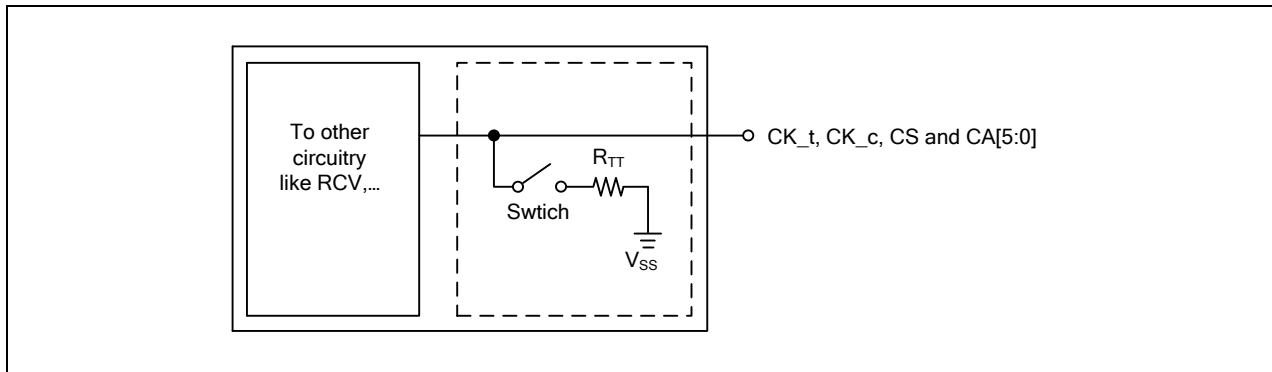 To other
circuitry
like RCV,...
CK_t, CK_c, CS and CA[5:0]
RTT
Swtich
VSS